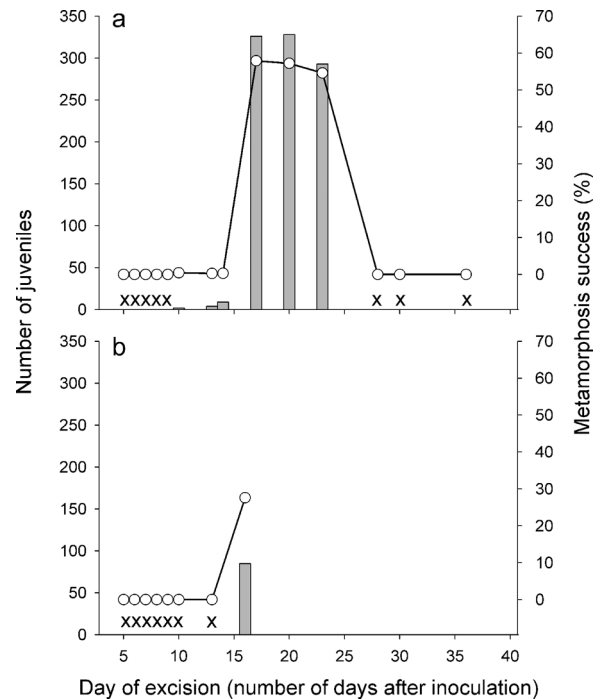 350 a 70
300 60
250 50
200 40
150 30
100 20
50 10
0 0
X X X X X X X X
Number of juveniles
Metamorphosis success (%)
350 b 70
300 60
250 50
200 40
150 30
100 20
50 10
0 0
X X X X X X X
5 10 15 20 25 30 35 40
Day of excision (number of days after inoculation)